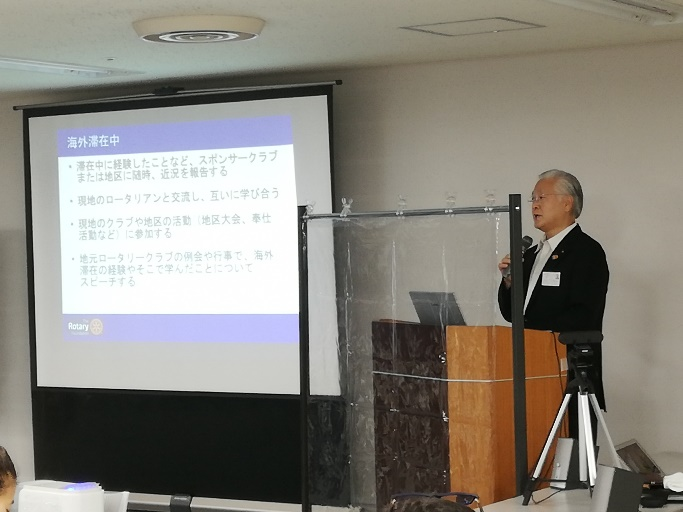 海外滞在中
• 滞在中に経験したことなど、スポンサークラブ
または地区に随時、近況を報告する
• 現地のロータリアンと交流し、互いに学び合う
• 現地のクラブや地区の活動（地区大会、奉仕
活動など）に参加する
• 地元ロータリークラブの例会や行事で、海外
滞在の経験やそこで学んだことについて
スピーチする
The
Rotary
Foundation